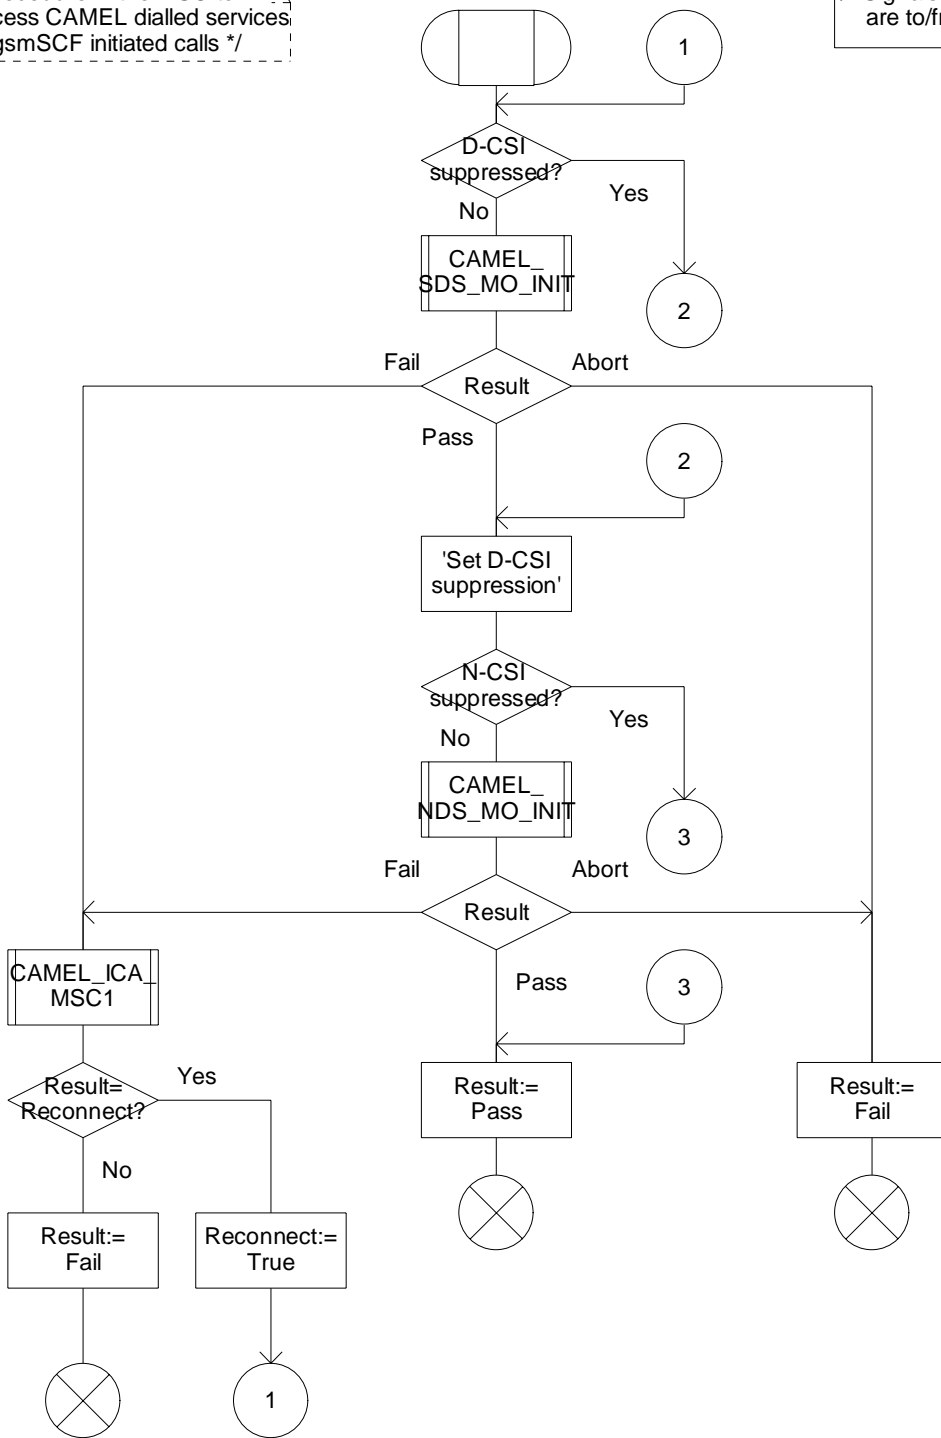 cess CAMEL dialled services
gsmSCF initiated calls */
are to/fr
1
D-CSI
suppressed?
Yes
No
CAMEL_
SDS_MO_INIT
2
Fail
Abort
Result
Pass
2
'Set D-CSI
suppression'
N-CSI
suppressed?
Yes
No
CAMEL_
NDS_MO_INIT
3
Fail
Abort
Result
CAMEL_ICA_
MSC1
Pass
3
Result=
Reconnect?
Yes
Result:=
Pass
Result:=
Fail
No
Result:=
Fail
Reconnect:=
True
1